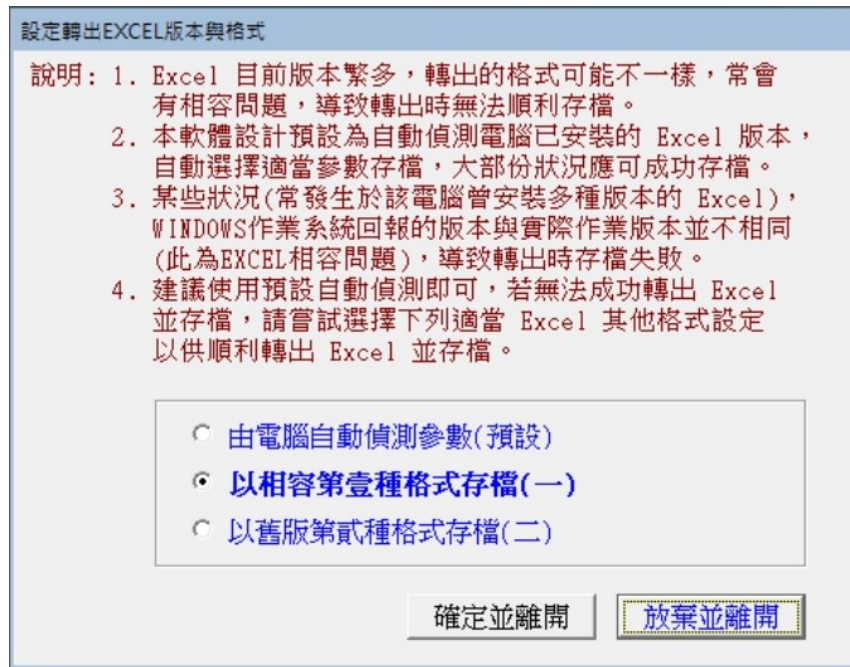 設定轉出EXCEL版本與格式
說明: 1. Excel 目前版本繁多，轉出的格式可能不一樣，常會
有相容問題，導致轉出時無法順利存檔。
2. 本軟體設計預設為自動偵測電腦已安裝的 Excel 版本，
自動選擇適當參數存檔，大部份狀況應可成功存檔。
3. 某些狀況(常發生於該電腦曾安裝多種版本的 Excel)，
WINDOWS作業系統回報的版本與實際作業版本並不相同
(此為EXCEL相容問題)，導致轉出時存檔失敗。
4. 建議使用預設自動偵測即可，若無法成功轉出 Excel
並存檔，請嘗試選擇下列適當 Excel 其他格式設定
以供順利轉出 Excel 並存檔。
由電腦自動偵測參數(預設)
以相容第壹種格式存檔(一)
以舊版第貳種格式存檔(二)
確定並離開
放棄並離開